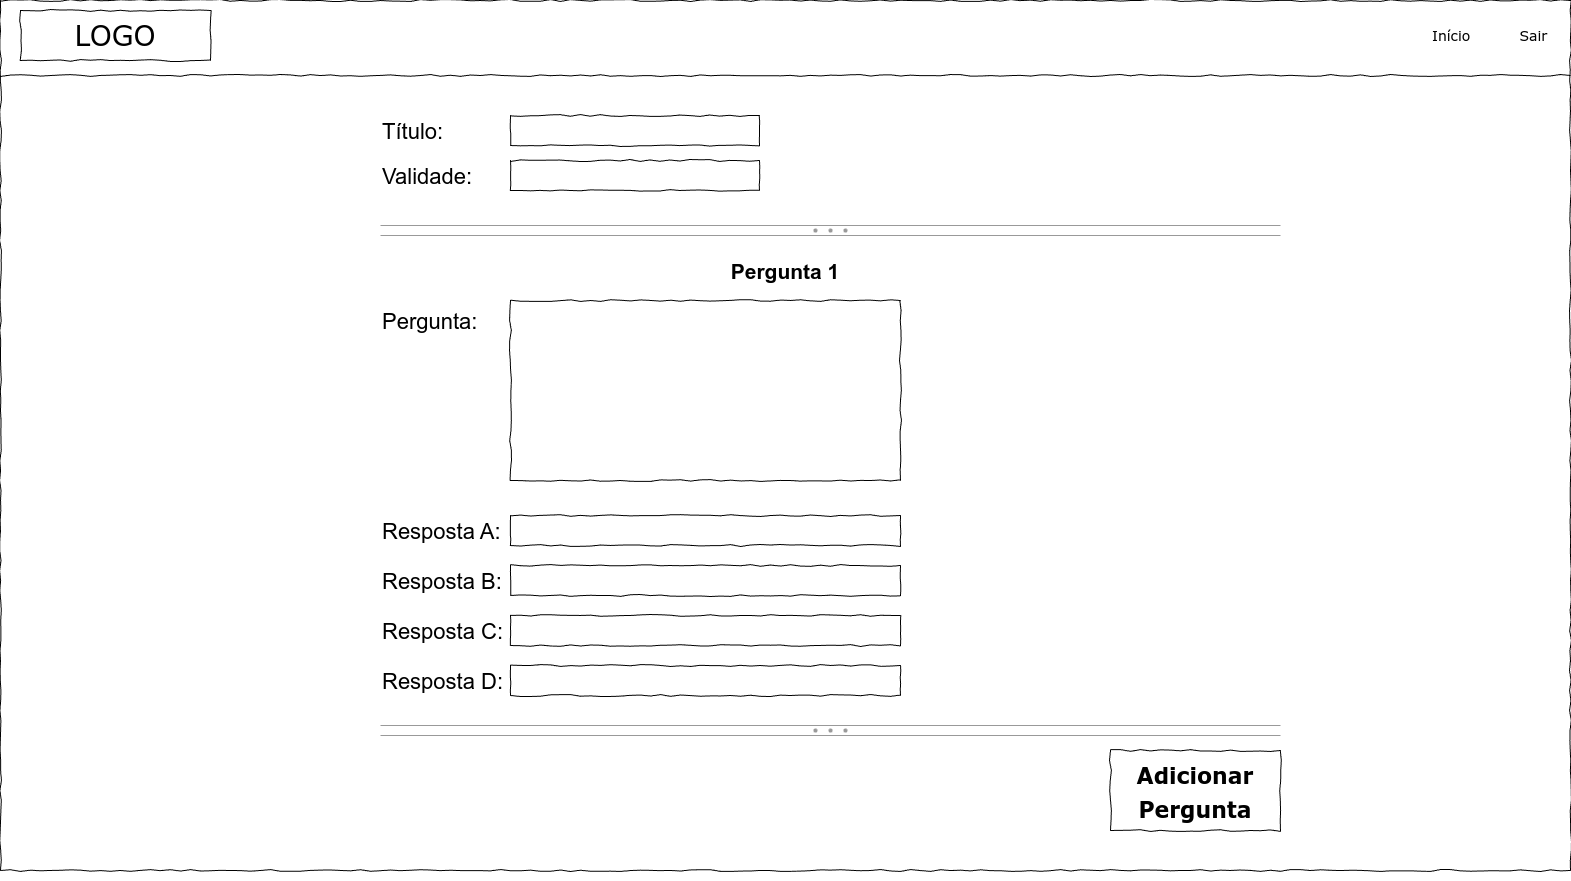 LOGO
Início
Sair
Título:
Validade:
Pergunta 1
Pergunta:
Resposta A:
Resposta B:
Resposta C:
Resposta D:
Adicionar
Pergunta